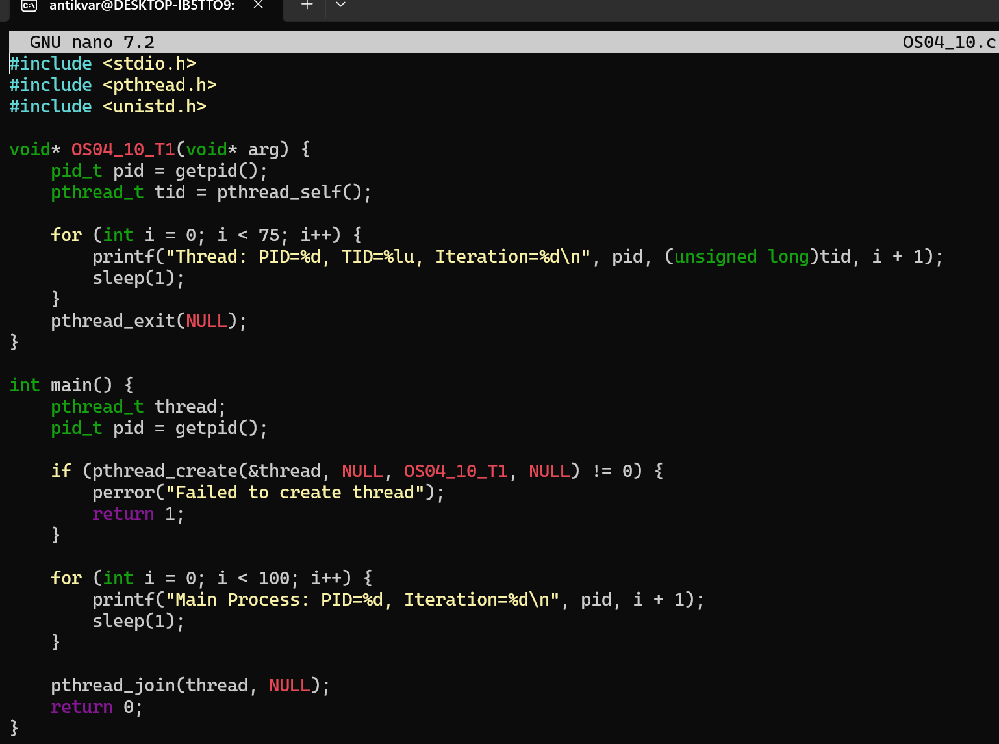 antikvar@DESKTOP-IB5TTO9:
GNU nano 7.2 OS04_10.c
#include <stdio.h>
#include <pthread.h>
#include <unistd.h>

void* OS04_10_T1(void* arg) {
    pid_t pid = getpid();
    pthread_t tid = pthread_self();

    for (int i = 0; i < 75; i++) {
        printf("Thread: PID=%d, TID=%lu, Iteration=%d\n", pid, (unsigned long)tid, i + 1);
        sleep(1);
    }
    pthread_exit(NULL);
}

int main() {
    pthread_t thread;
    pid_t pid = getpid();

    if (pthread_create(&thread, NULL, OS04_10_T1, NULL) != 0) {
        perror("Failed to create thread");
        return 1;
    }

    for (int i = 0; i < 100; i++) {
        printf("Main Process: PID=%d, Iteration=%d\n", pid, i + 1);
        sleep(1);
    }

    pthread_join(thread, NULL);
    return 0;
}